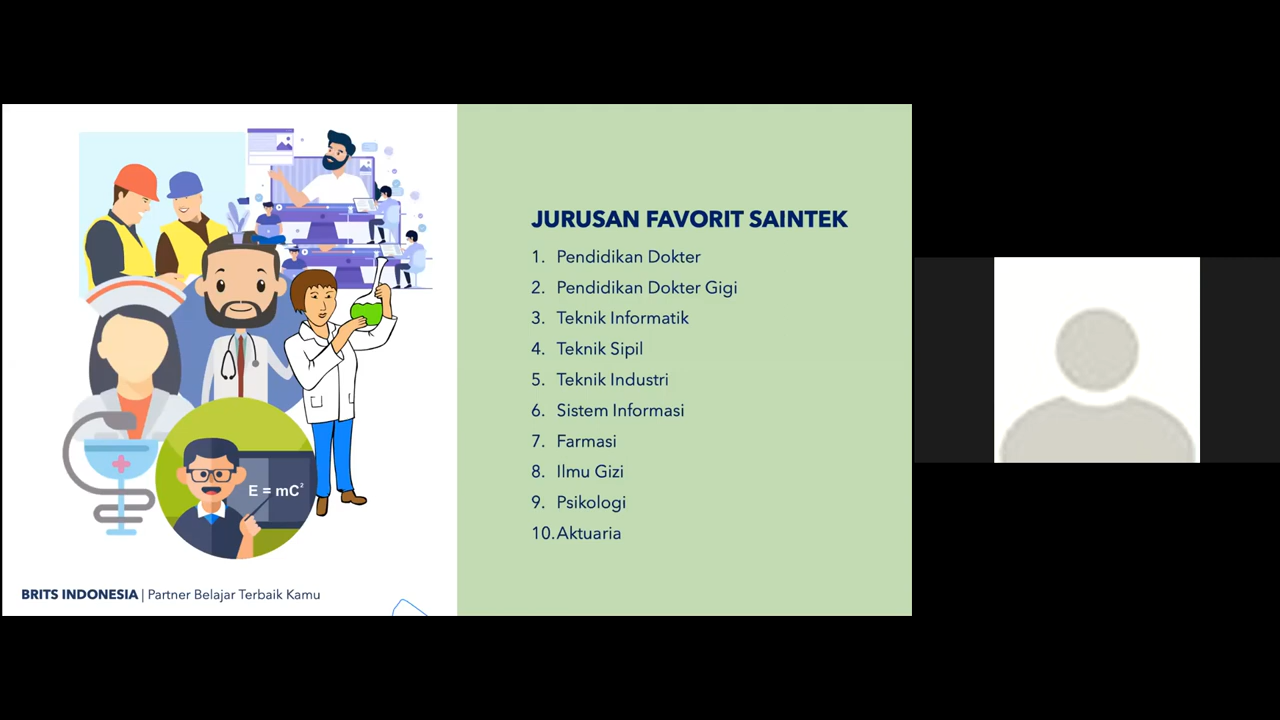 JURUSAN FAVORIT SAINTEK
1. Pendidikan Dokter
2. Pendidikan Dokter Gigi
3. Teknik Informatik
4. Teknik Sipil
5. Teknik Industri
6. Sistem Informasi
7. Farmasi
8. Ilmu Gizi
9. Psikologi
10. Aktuaria
E = mC²
BRITS INDONESIA | Partner Belajar Terbaik Kamu